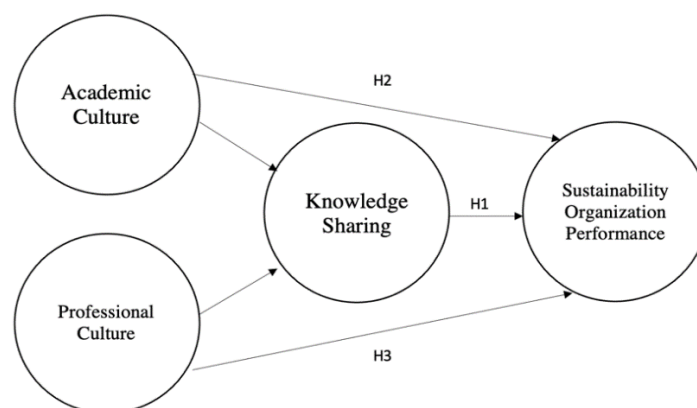 Academic
Culture
H2
Knowledge
Sharing
H1
Sustainability
Organization
Performance
Professional
Culture
H3